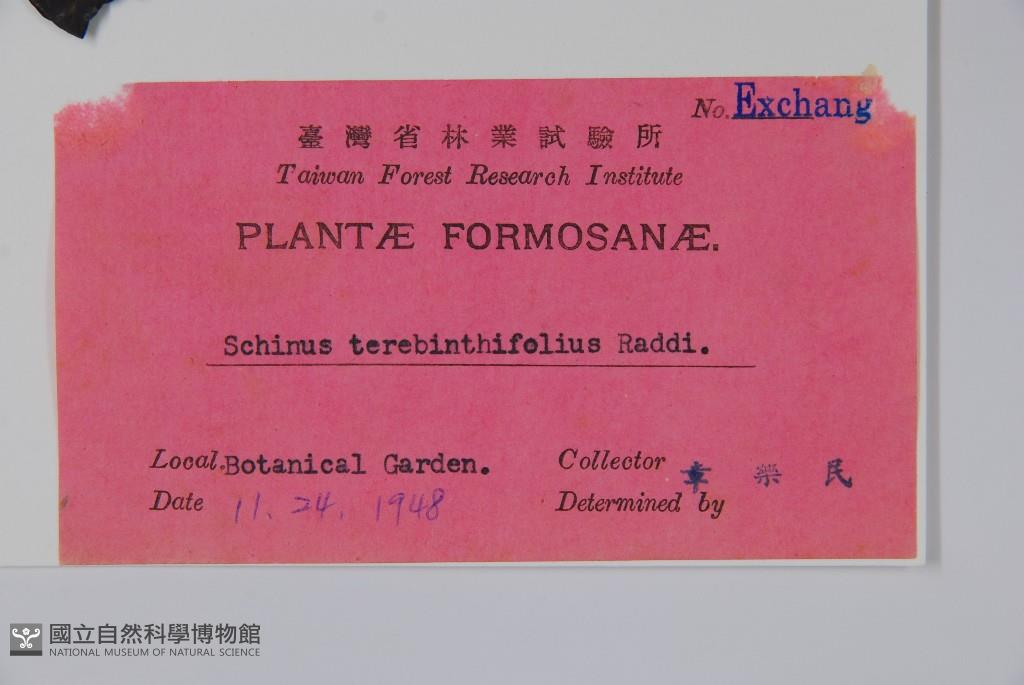 No. Exchang
臺灣省林業試驗所
Taiwan Forest Research Institute
PLANTÆ FORMOSANÆ.
Schinus terebinthifolius Raddi.
Local. Botanical Garden.
Collector 章樂民
Date 11. 24. 1948
Determined by
國立自然科學博物館
NATIONAL MUSEUM OF NATURAL SCIENCE